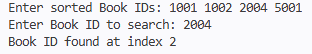 Enter sorted Book IDs: 1001 1002 2004 5001
Enter Book ID to search: 2004
Book ID found at index 2